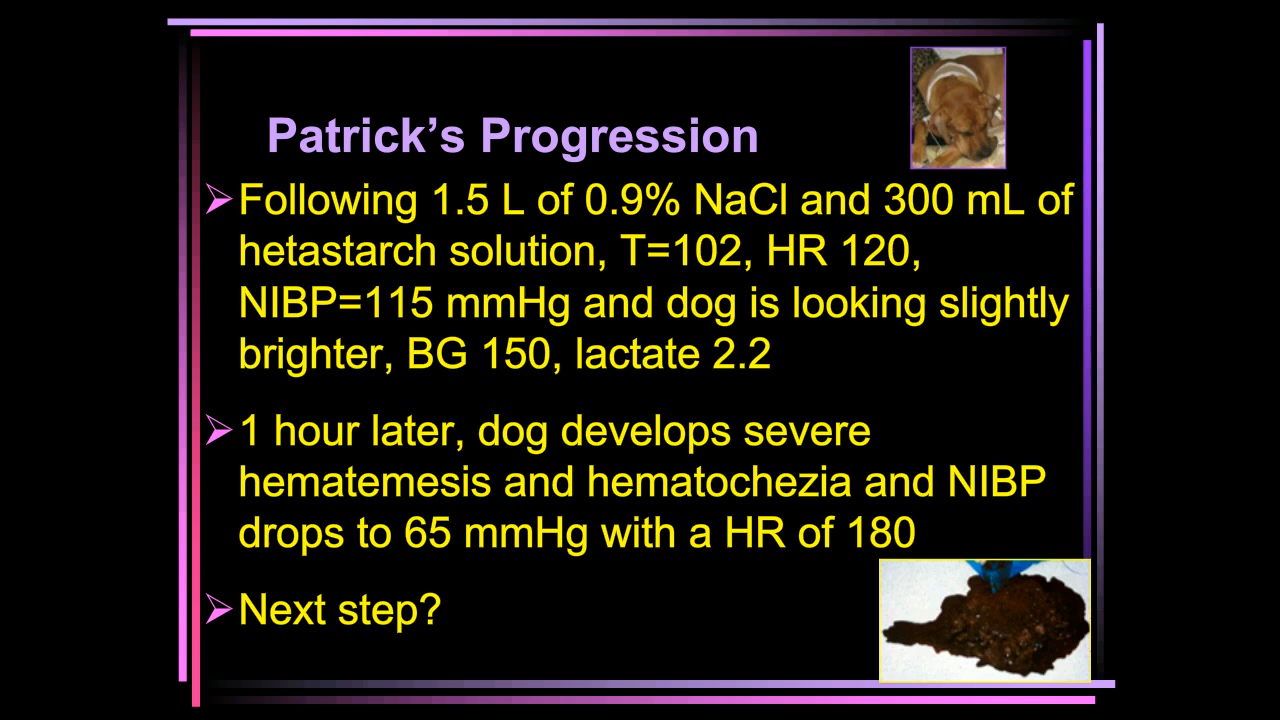 Patrick’s Progression
Following 1.5 L of 0.9% NaCl and 300 mL of
hetastarch solution, T=102, HR 120,
NIBP=115 mmHg and dog is looking slightly
brighter, BG 150, lactate 2.2
1 hour later, dog develops severe
hematemesis and hematochezia and NIBP
drops to 65 mmHg with a HR of 180
Next step?